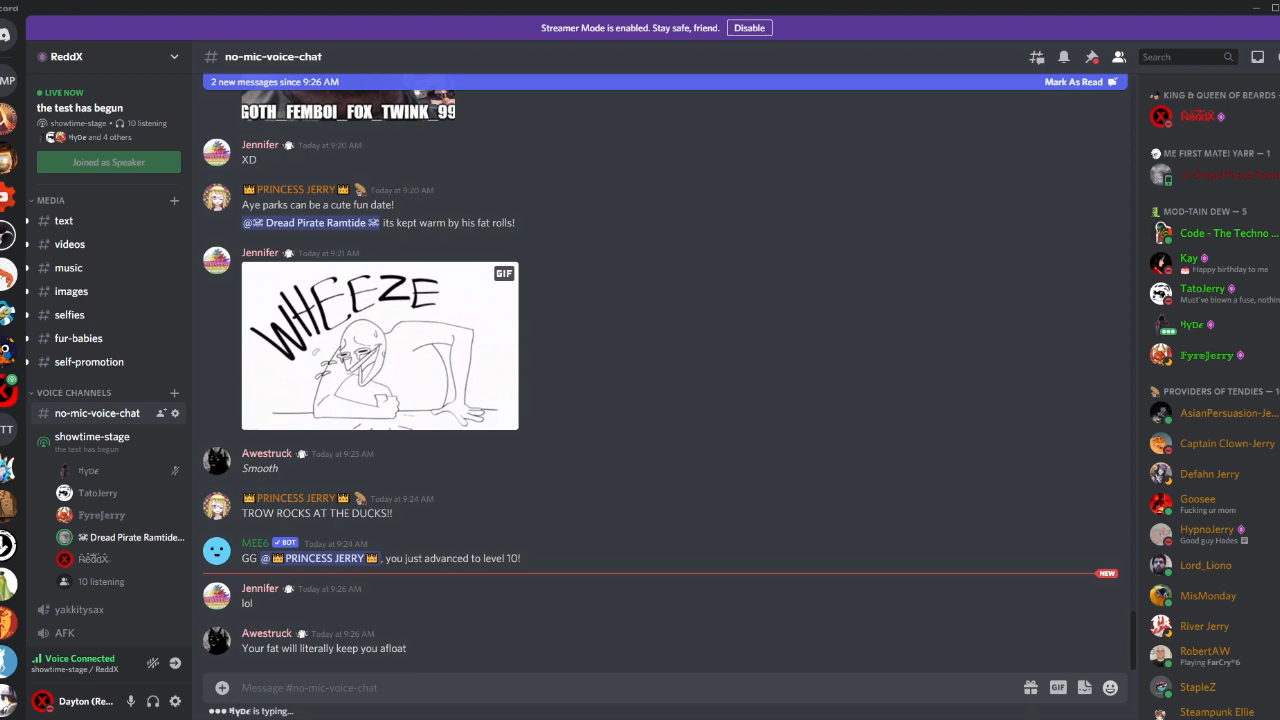 cord
Streamer Mode is enabled. Stay safe, friend. Disable
ReddX
LIVE NOW
the test has begun
showtime-stage • 10 listening
HyDe and 4 others
Joined as Speaker
MEDIA
# text
# videos
# music
# images
# selfies
# fur-babies
# self-promotion
VOICE CHANNELS
# no-mic-voice-chat
showtime-stage
the test has begun
HyDe
TatoJerry
FyreJerry
Dread Pirate Ramtide...
ReddX
10 listening
yakkitysax
AFK
Voice Connected
showtime-stage / ReddX
Dayton (Re...
MP
TT
# no-mic-voice-chat
Search
2 new messages since 9:26 AM Mark As Read
GOTH_FEMBOI_FOX_TWINK_99
Jennifer Today at 9:20 AM
XD
PRINCESS JERRY Today at 9:20 AM
Aye parks can be a cute fun date!
@ Dread Pirate Ramtide its kept warm by his fat rolls!
Jennifer Today at 9:21 AM
GIF
WHEEZE
Awestruck Today at 9:23 AM
Smooth
PRINCESS JERRY Today at 9:24 AM
TROW ROCKS AT THE DUCKS!!
MEE6 ✓ BOT Today at 9:24 AM
GG @ PRINCESS JERRY , you just advanced to level 10!
NEW
Jennifer Today at 9:26 AM
lol
Awestruck Today at 9:26 AM
Your fat will literally keep you afloat
Message #no-mic-voice-chat
GIF
HyDe is typing...
KING & QUEEN OF BEARDS —
ReddX
ME FIRST MATE! YARR — 1
MOD-TAIN DEW — 5
Code - The Techno ...
Kay
Happy birthday to me
TatoJerry
Must've blown a fuse, nothin
HyDe
FyreJerry
PROVIDERS OF TENDIES — 1
AsianPersuasion-Je...
Captain Clown-Jerry
Defahn Jerry
Goosee
Fucking ur mom
HypnoJerry
Good guy Hades
Lord_Liono
MisMonday
River Jerry
RobertAW
Playing FarCry®6
StapleZ
Steampunk Ellie